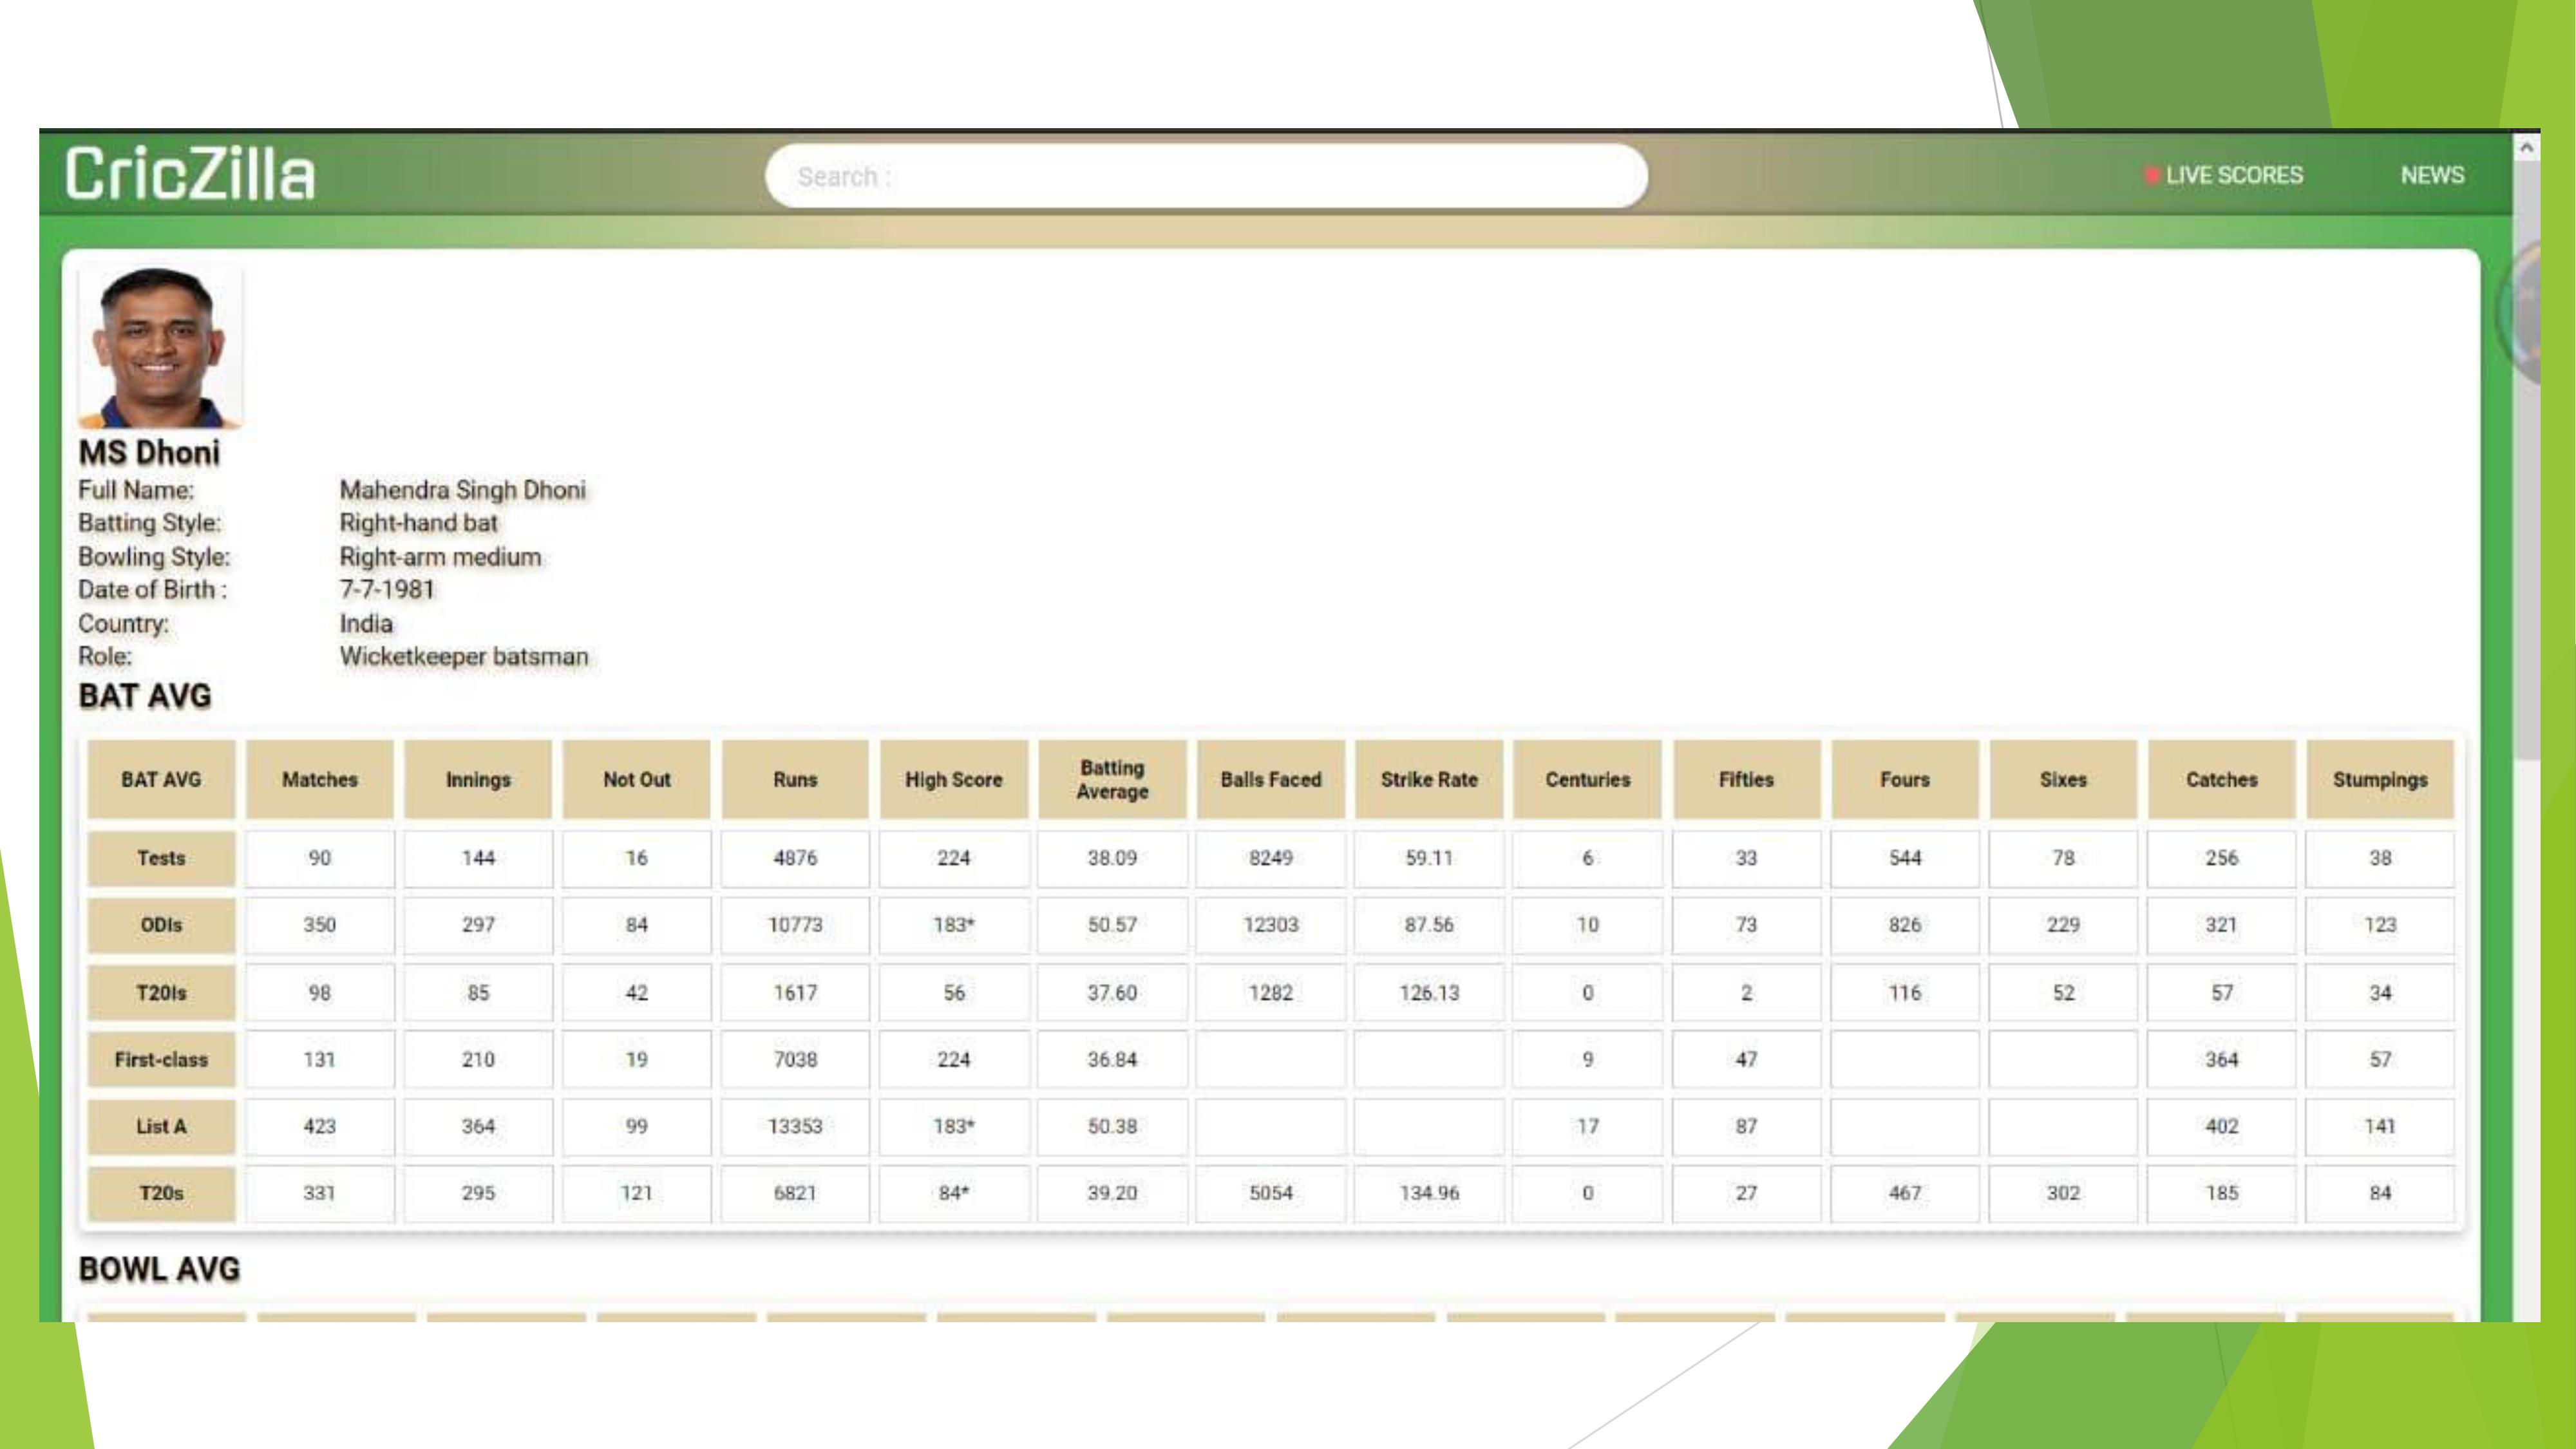 CricZilla
Search :
LIVE SCORES
NEWS
MS Dhoni
Full Name: Mahendra Singh Dhoni
Batting Style: Right-hand bat
Bowling Style: Right-arm medium
Date of Birth : 7-7-1981
Country: India
Role: Wicketkeeper batsman
BAT AVG
BAT AVG Matches Innings Not Out Runs High Score Batting Average Balls Faced Strike Rate Centuries Fifties Fours Sixes Catches Stumpings
Tests 90 144 16 4876 224 38.09 8249 59.11 6 33 544 78 256 38
ODIs 350 297 84 10773 183* 50.57 12303 87.56 10 73 826 229 321 123
T20Is 98 85 42 1617 56 37.60 1282 126.13 0 2 116 52 57 34
First-class 131 210 19 7038 224 36.84 9 47 364 57
List A 423 364 99 13353 183* 50.38 17 87 402 141
T20s 331 295 121 6821 84* 39.20 5054 134.96 0 27 467 302 185 84
BOWL AVG